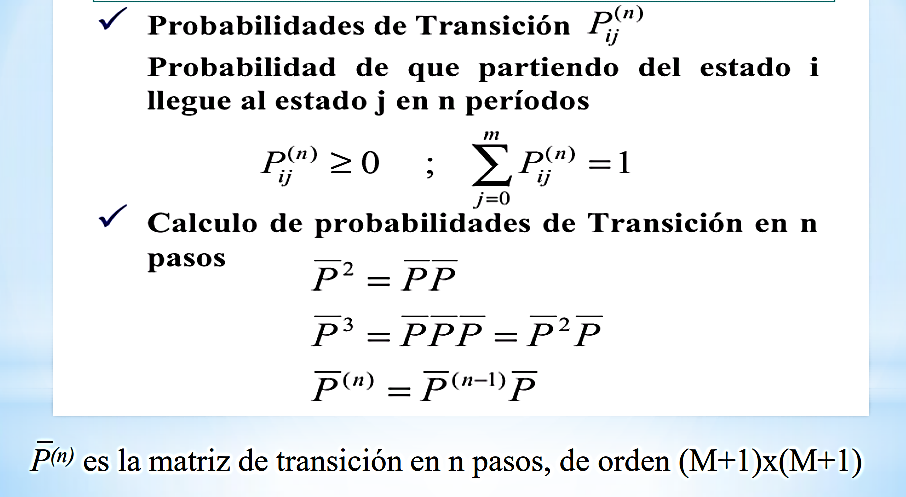 ✓ Probabilidades de Transición P_{ij}^{(n)}
Probabilidad de que partiendo del estado i
llegue al estado j en n períodos
P_{ij}^{(n)} ≥ 0 ; \sum_{j=0}^{m} P_{ij}^{(n)} = 1
✓ Calculo de probabilidades de Transición en n
pasos
\overline{P}^2 = \overline{P}\overline{P}
\overline{P}^3 = \overline{P}\overline{P}\overline{P} = \overline{P}^2\overline{P}
\overline{P}^{(n)} = \overline{P}^{(n-1)}\overline{P}
\overline{P}^{(n)} es la matriz de transición en n pasos, de orden (M+1)x(M+1)